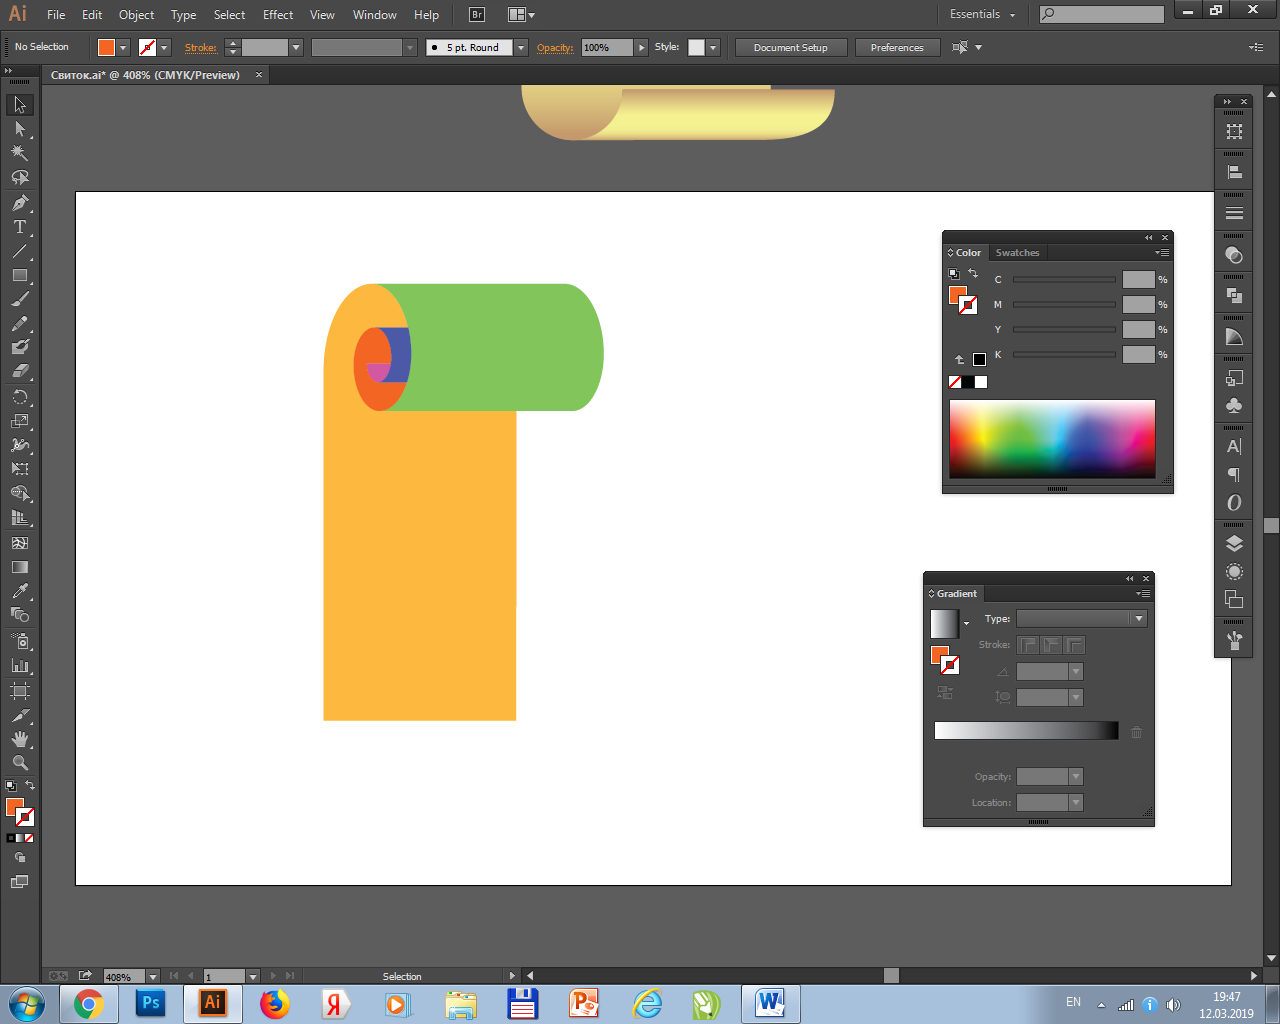 Ai File Edit Object Type Select Effect View Window Help Br Essentials
No Selection Stroke: 5 pt. Round Opacity: 100% Style: Document Setup Preferences
Свиток.ai* @ 408% (CMYK/Preview)
Color Swatches
C %
M %
Y %
K %
Gradient
Type:
Stroke:
Opacity:
Location:
408% 1 Selection
Ps Ai Я P W EN 19:47
12.03.2019